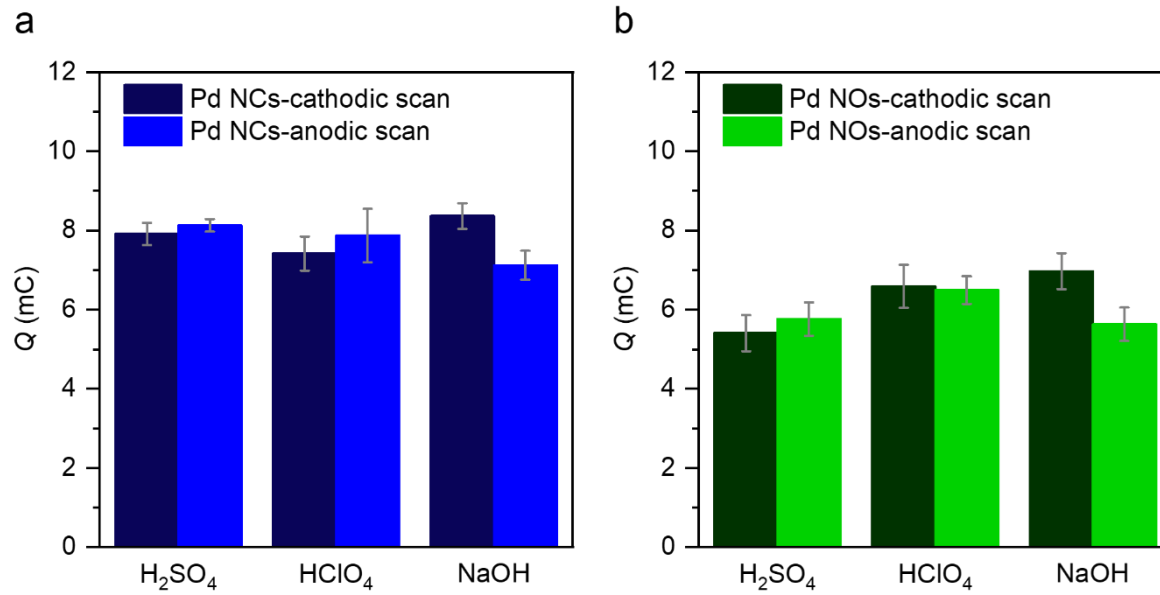 a
12
10
8
6
4
2
0
Q (mC)
Pd NCs-cathodic scan
Pd NCs-anodic scan
H₂SO₄ HClO₄ NaOH
b
12
10
8
6
4
2
0
Q (mC)
Pd NOs-cathodic scan
Pd NOs-anodic scan
H₂SO₄ HClO₄ NaOH